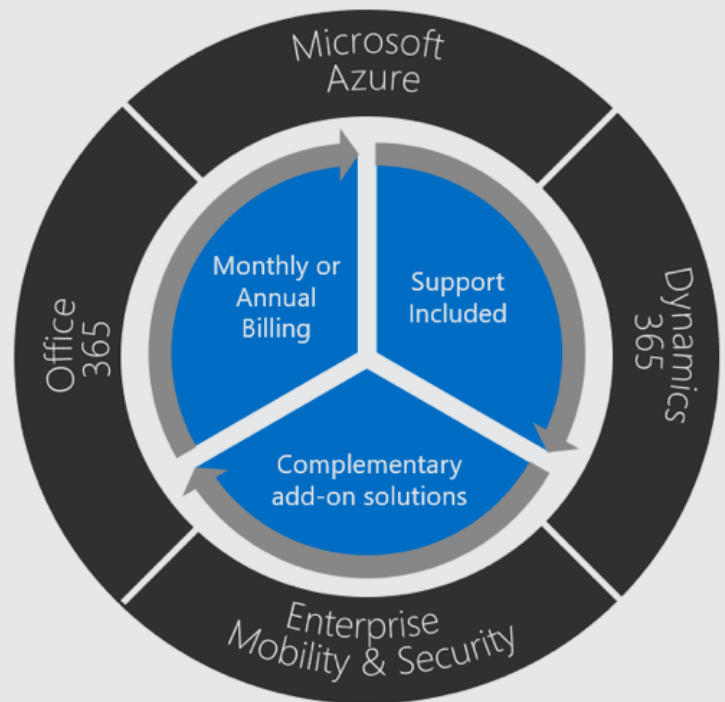 Microsoft
Azure
Office
365
Monthly or
Annual
Billing
Support
Included
Dynamics
365
Complementary
add-on solutions
Enterprise
Mobility & Security